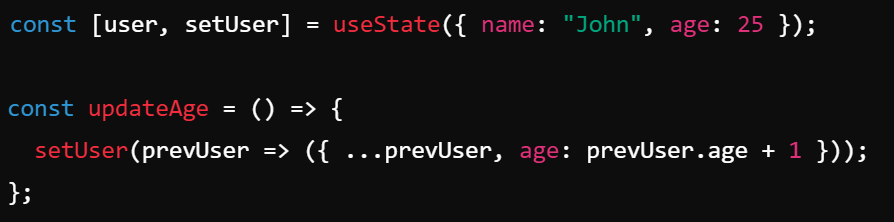 const [user, setUser] = useState({ name: "John", age: 25 });
const updateAge = () => {
  setUser(prevUser => ({ ...prevUser, age: prevUser.age + 1 }));
};